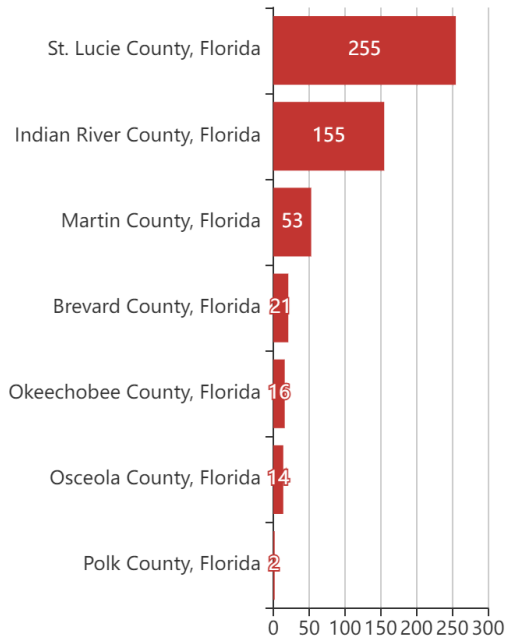 St. Lucie County, Florida 255
Indian River County, Florida 155
Martin County, Florida 53
Brevard County, Florida 21
Okeechobee County, Florida 16
Osceola County, Florida 14
Polk County, Florida 2
0 50 100 150 200 250 300